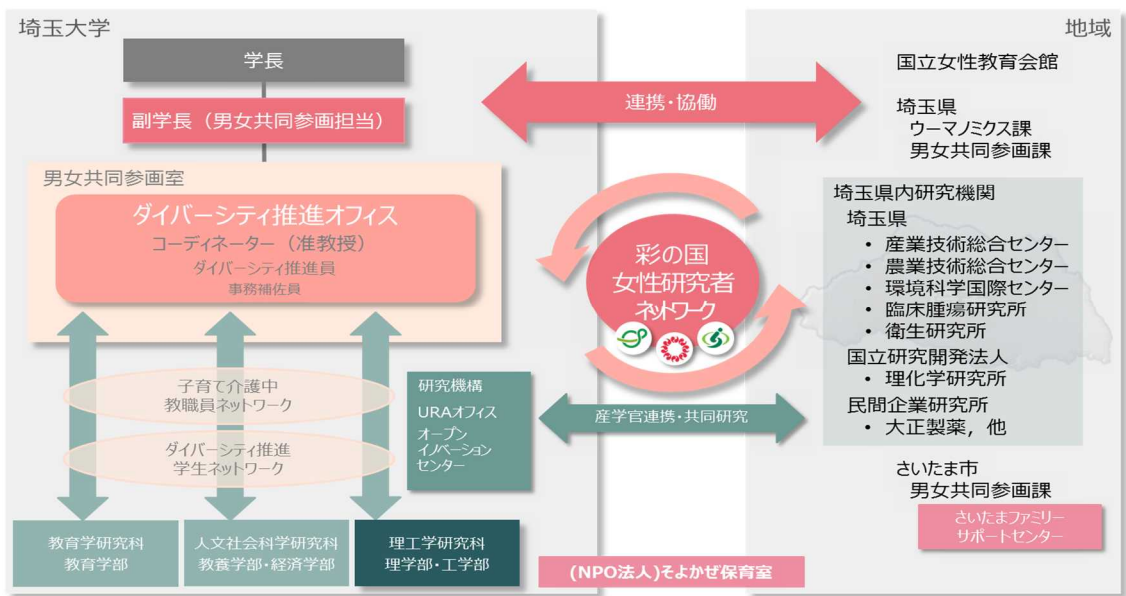 埼玉大学
学長
副学長（男女共同参画担当）
男女共同参画室
ダイバーシティ推進オフィス
コーディネーター（准教授）
ダイバーシティ推進員
事務補佐員
子育て介護中
教職員ネットワーク
ダイバーシティ推進
学生ネットワーク
研究機構
URAオフィス
オープン
イノベーション
センター
教育学研究科
教育学部
人文社会科学研究科
教養学部・経済学部
理工学研究科
理学部・工学部
連携・協働
彩の国
女性研究者
ネットワーク
産学官連携・共同研究
(NPO法人)そよかぜ保育室
地域
国立女性教育会館
埼玉県
ウーマノミクス課
男女共同参画課
埼玉県内研究機関
埼玉県
• 産業技術総合センター
• 農業技術総合センター
• 環境科学国際センター
• 臨床腫瘍研究所
• 衛生研究所
国立研究開発法人
• 理化学研究所
民間企業研究所
• 大正製薬，他
さいたま市
男女共同参画課
さいたまファミリー
サポートセンター